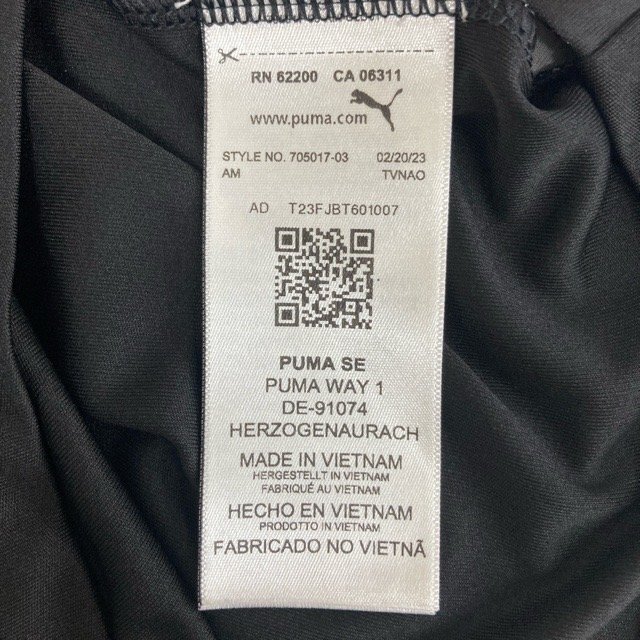 RN 62200 CA 06311
www.puma.com
STYLE NO. 705017-03 02/20/23
AM TVNAO
AD T23FJBT601007
PUMA SE
PUMA WAY 1
DE-91074
HERZOGENAURACH
MADE IN VIETNAM
HERGESTELLT IN VIETNAM
FABRIQUÉ AU VIETNAM
HECHO EN VIETNAM
PRODOTTO IN VIETNAM
FABRICADO NO VIETNÃ